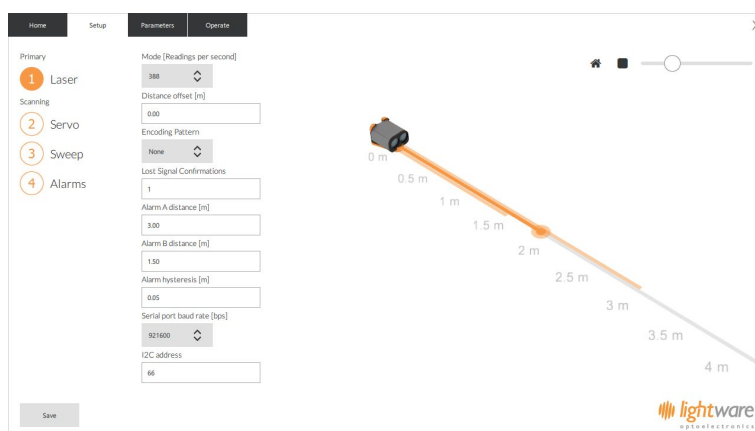 Home
Setup
Parameters
Operate
Primary
1 Laser
Scanning
2 Servo
3 Sweep
4 Alarms
Mode [Readings per second]
388
Distance offset [m]
0.00
Encoding Pattern
None
Lost Signal Confirmations
1
Alarm A distance [m]
3.00
Alarm B distance [m]
1.50
Alarm hysteresis [m]
0.05
Serial port baud rate [bps]
921600
I2C address
66
Save
0 m
0.5 m
1 m
1.5 m
2 m
2.5 m
3 m
3.5 m
4 m
lightware
optoelectronics